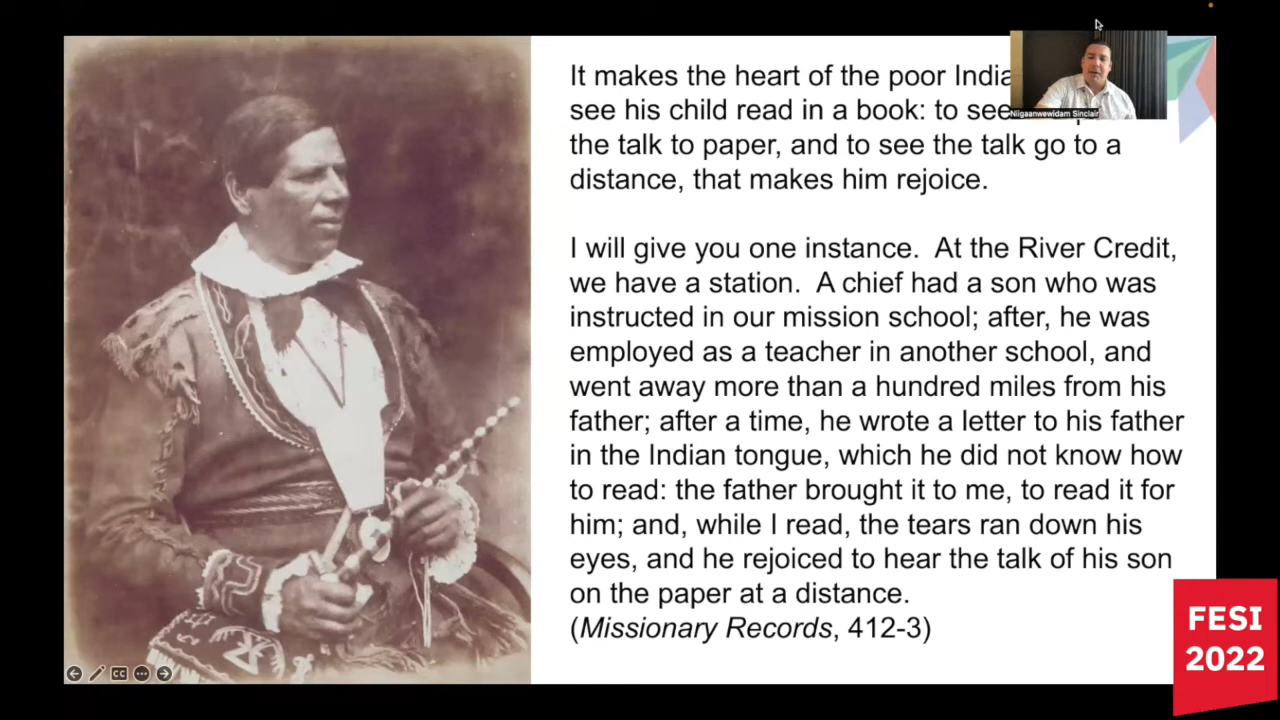 It makes the heart of the poor
see his child read in a book: to see
the talk to paper, and to see the talk go to a
distance, that makes him rejoice.
I will give you one instance. At the River Credit,
we have a station. A chief had a son who was
instructed in our mission school; after, he was
employed as a teacher in another school, and
went away more than a hundred miles from his
father; after a time, he wrote a letter to his father
in the Indian tongue, which he did not know how
to read: the father brought it to me, to read it for
him; and, while I read, the tears ran down his
eyes, and he rejoiced to hear the talk of his son
on the paper at a distance.
(Missionary Records, 412-3)
Niigaanwewidam Sinclair
CC
FESI
2022